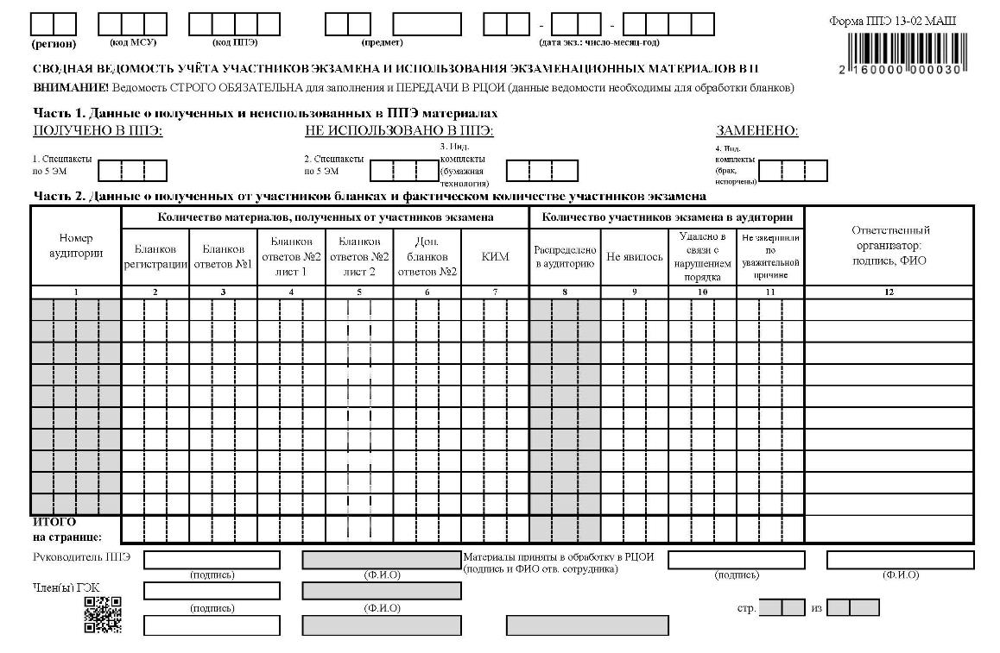 Форма ППЭ 13-02 МАШ
- -
(регион) (код МСУ) (код ППЭ) (предмет) (дата экз.: число-месяц-год)
2 160000 000030
СВОДНАЯ ВЕДОМОСТЬ УЧЁТА УЧАСТНИКОВ ЭКЗАМЕНА И ИСПОЛЬЗОВАНИЯ ЭКЗАМЕНАЦИОННЫХ МАТЕРИАЛОВ В П
ВНИМАНИЕ! Ведомость СТРОГО ОБЯЗАТЕЛЬНА для заполнения и ПЕРЕДАЧИ В РЦОИ (данные ведомости необходимы для обработки бланков)
Часть 1. Данные о полученных и неиспользованных в ППЭ материалах
ПОЛУЧЕНО В ППЭ: НЕ ИСПОЛЬЗОВАНО В ППЭ: ЗАМЕНЕНО:
1. Спецпакеты
по 5 ЭМ
2. Спецпакеты
по 5 ЭМ
3. Инд.
комплекты
(бумажная
технология)
4. Инд.
комплекты
(брак,
испорчены)
Часть 2. Данные о полученных от участников бланках и фактическом количестве участников экзамена
Номер
аудитории
Количество материалов, полученных от участников экзамена
Бланков
регистрации
Бланков
ответов №1
Бланков
ответов №2
лист 1
Бланков
ответов №2
лист 2
Доп.
бланков
ответов №2
КИМ
Количество участников экзамена в аудитории
Распределено
в аудиторию
Не явилось
Удалено в
связи с
нарушением
порядка
Не завершили
по
уважительной
причине
Ответственный
организатор:
подпись, ФИО
1 2 3 4 5 6 7 8 9 10 11 12
ИТОГО
на странице:
Руководитель ППЭ
(подпись) (Ф.И.О)
Материалы приняты в обработку в РЦОИ
(подпись и ФИО отв. сотрудника)
(подпись) (Ф.И.О)
Член(ы) ГЭК
(подпись) (Ф.И.О)
стр. из